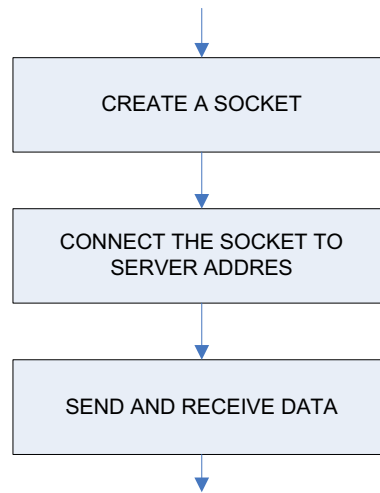 CREATE A SOCKET
CONNECT THE SOCKET TO
SERVER ADDRES
SEND AND RECEIVE DATA